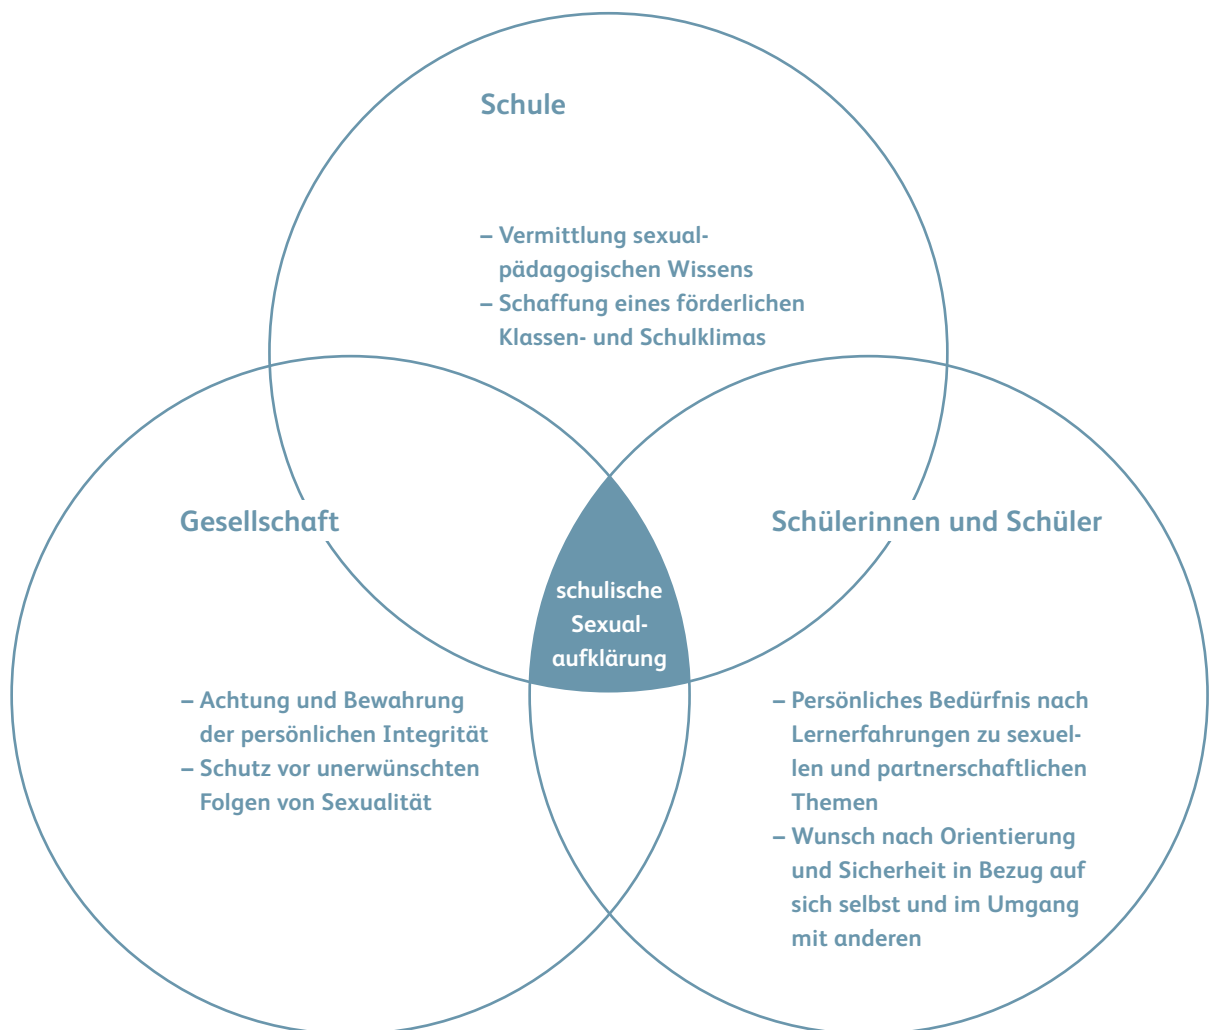 Schule
– Vermittlung sexual-
pädagogischen Wissens
– Schaffung eines förderlichen
Klassen- und Schulklimas
Gesellschaft
– Achtung und Bewahrung
der persönlichen Integrität
– Schutz vor unerwünschten
Folgen von Sexualität
schulische
Sexual-
aufklärung
Schülerinnen und Schüler
– Persönliches Bedürfnis nach
Lernerfahrungen zu sexuel-
len und partnerschaftlichen
Themen
– Wunsch nach Orientierung
und Sicherheit in Bezug auf
sich selbst und im Umgang
mit anderen